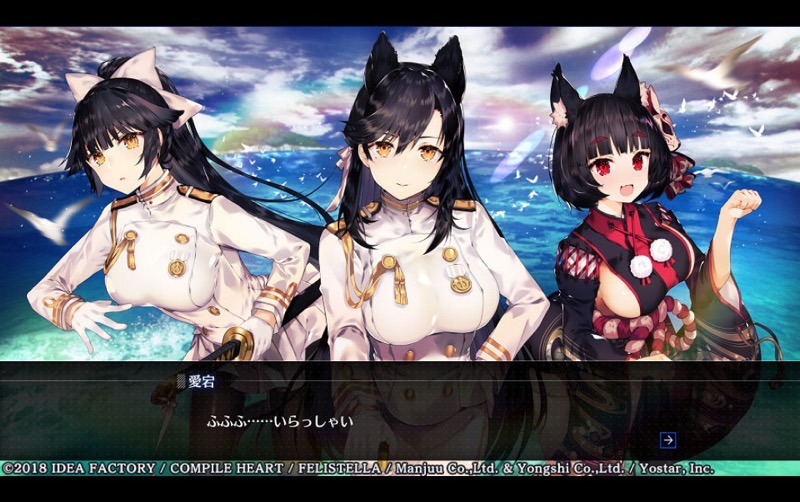 愛宕
ふふふ……いらっしゃい
©2018 IDEA FACTORY / COMPILE HEART / FELISTELLA / Manjuu Co.,Ltd. & Yongshi Co.,Ltd. / Yostar, Inc.